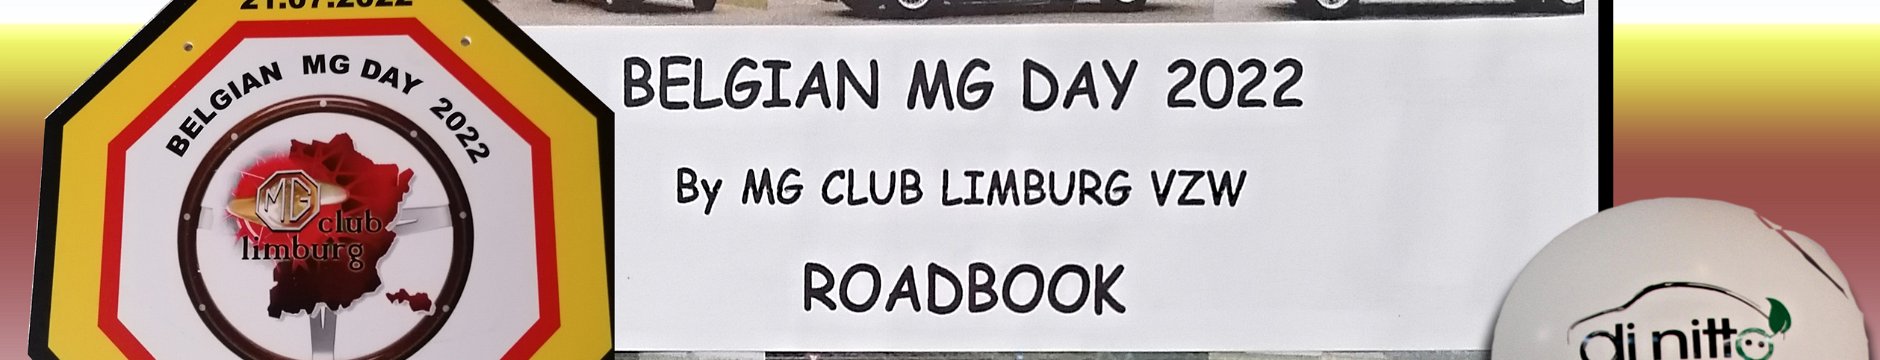 21.07.2022
BELGIAN MG DAY 2022
MG
club
limburg
BELGIAN MG DAY 2022
By MG CLUB LIMBURG VZW
ROADBOOK
di nitto